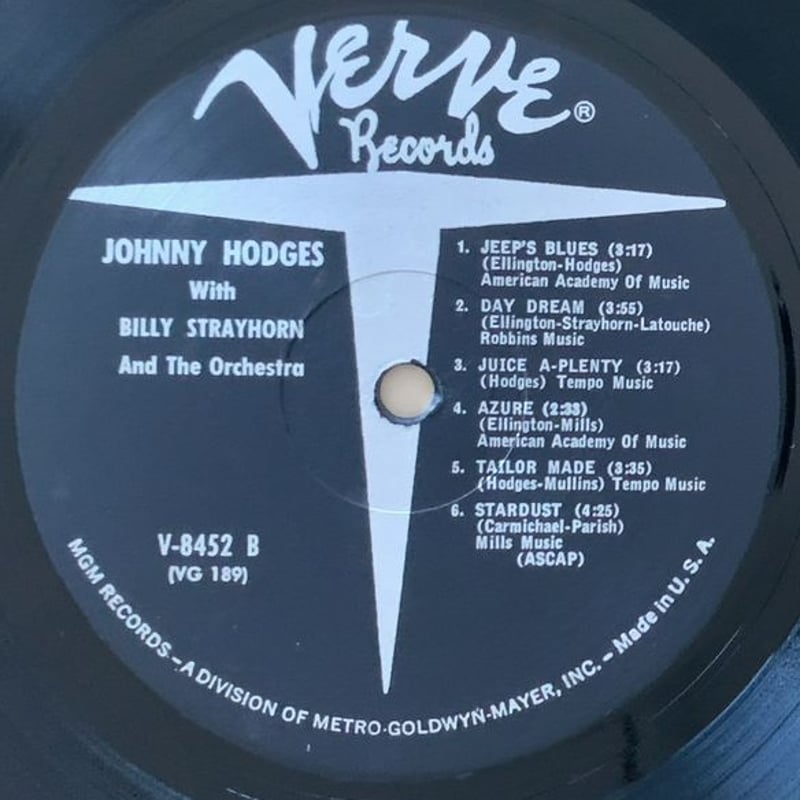 Verve®
Records
JOHNNY HODGES
With
BILLY STRAYHORN
And The Orchestra
V-8452 B
(VG 189)
1. JEEP'S BLUES (3:17)
(Ellington-Hodges)
American Academy Of Music
2. DAY DREAM (3:55)
(Ellington-Strayhorn-Latouche)
Robbins Music
3. JUICE A-PLENTY (3:17)
(Hodges) Tempo Music
4. AZURE (2:33)
(Ellington-Mills)
American Academy Of Music
5. TAILOR MADE (3:35)
(Hodges-Mullins) Tempo Music
6. STARDUST (4:25)
(Carmichael-Parish)
Mills Music
(ASCAP)
MGM RECORDS-A DIVISION OF METRO-GOLDWYN-MAYER, INC. - Made in U. S. A.